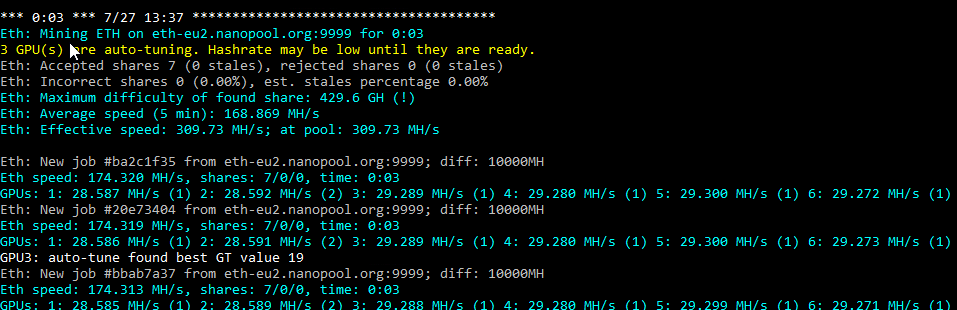 *** 0:03 *** 7/27 13:37 **************************************
Eth: Mining ETH on eth-eu2.nanopool.org:9999 for 0:03
3 GPU(s) are auto-tuning. Hashrate may be low until they are ready.
Eth: Accepted shares 7 (0 stales), rejected shares 0 (0 stales)
Eth: Incorrect shares 0 (0.00%), est. stales percentage 0.00%
Eth: Maximum difficulty of found share: 429.6 GH (!)
Eth: Average speed (5 min): 168.869 MH/s
Eth: Effective speed: 309.73 MH/s; at pool: 309.73 MH/s
Eth: New job #ba2c1f35 from eth-eu2.nanopool.org:9999; diff: 10000MH
Eth speed: 174.320 MH/s, shares: 7/0/0, time: 0:03
GPUs: 1: 28.587 MH/s (1) 2: 28.592 MH/s (2) 3: 29.289 MH/s (1) 4: 29.280 MH/s (1) 5: 29.300 MH/s (1) 6: 29.272 MH/s (1)
Eth: New job #20e73404 from eth-eu2.nanopool.org:9999; diff: 10000MH
Eth speed: 174.319 MH/s, shares: 7/0/0, time: 0:03
GPUs: 1: 28.586 MH/s (1) 2: 28.591 MH/s (2) 3: 29.289 MH/s (1) 4: 29.280 MH/s (1) 5: 29.300 MH/s (1) 6: 29.273 MH/s (1)
GPU3: auto-tune found best GT value 19
Eth: New job #bbab7a37 from eth-eu2.nanopool.org:9999; diff: 10000MH
Eth speed: 174.313 MH/s, shares: 7/0/0, time: 0:03
GPUs: 1: 28.585 MH/s (1) 2: 28.589 MH/s (2) 3: 29.288 MH/s (1) 4: 29.280 MH/s (1) 5: 29.299 MH/s (1) 6: 29.271 MH/s (1)